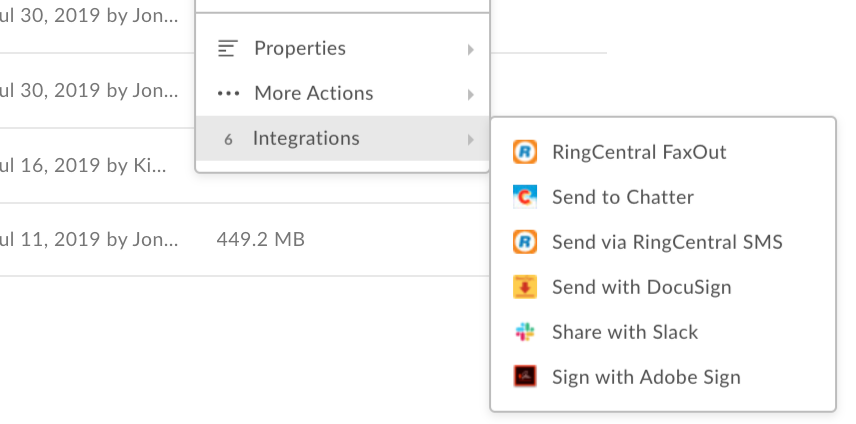 ul 30, 2019 by Jon...
Properties
ul 30, 2019 by Jon...
More Actions
6 Integrations
ul 16, 2019 by Ki...
ul 11, 2019 by Jon...
449.2 MB
RingCentral FaxOut
Send to Chatter
Send via RingCentral SMS
Send with DocuSign
Share with Slack
Sign with Adobe Sign